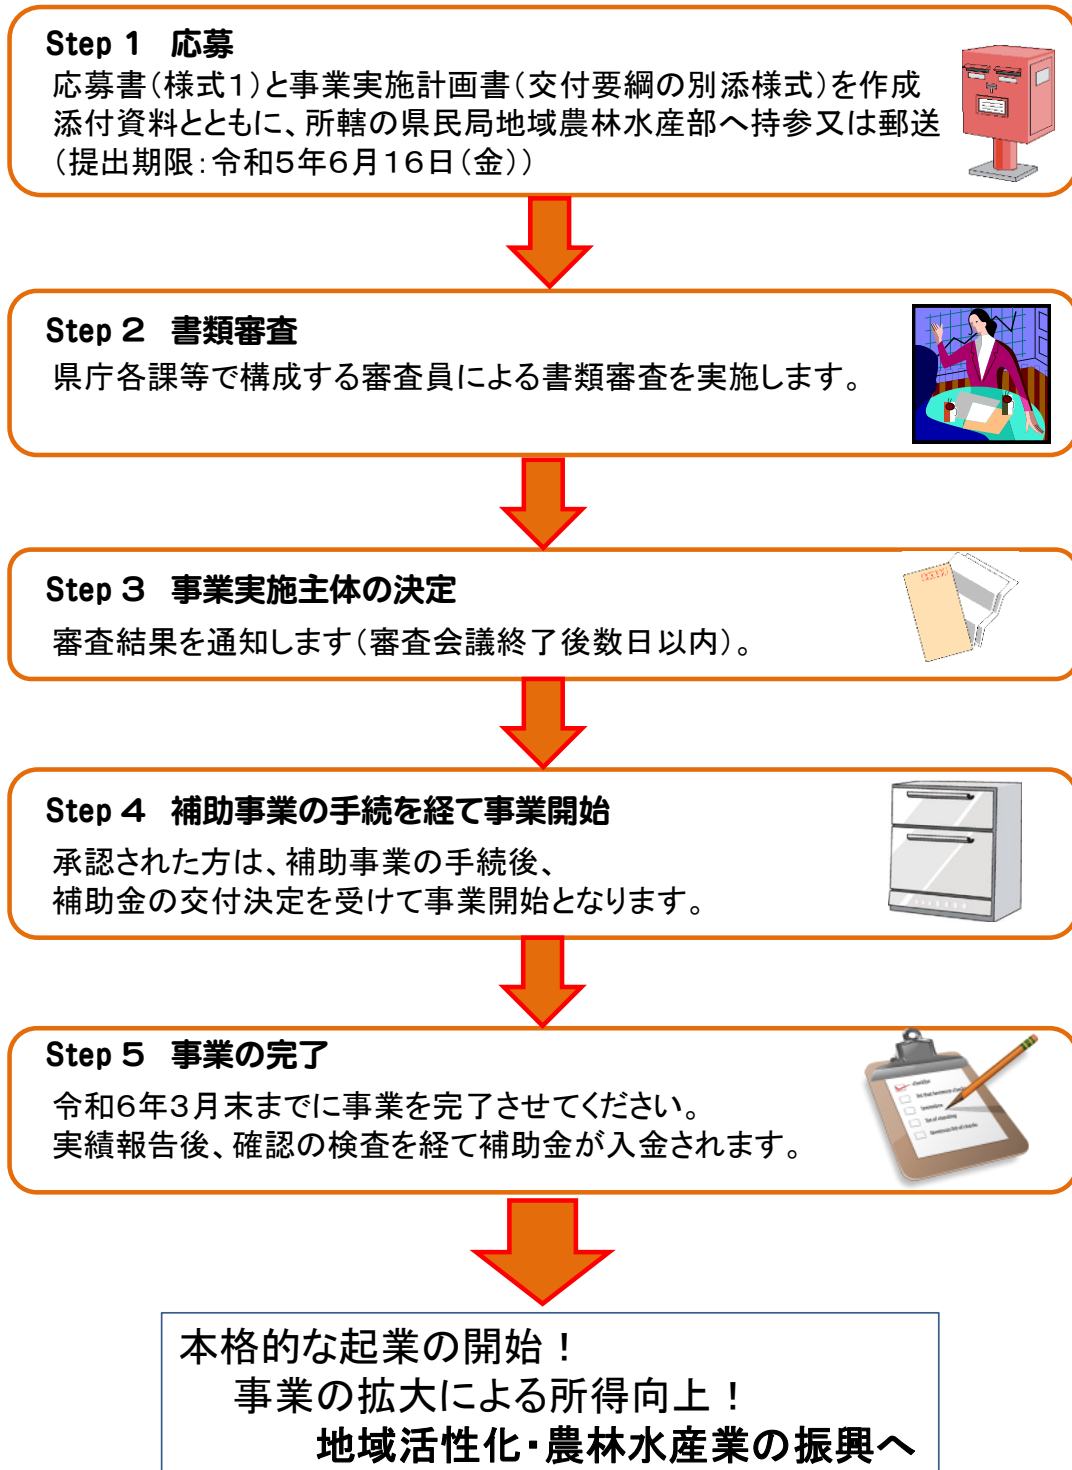 Step 1 応募
応募書（様式１）と事業実施計画書（交付要綱の別添様式）を作成
添付資料とともに、所轄の県民局地域農林水産部へ持参又は郵送
（提出期限：令和5年6月16日（金））
Step 2 書類審査
県庁各課等で構成する審査員による書類審査を実施します。
Step 3 事業実施主体の決定
審査結果を通知します（審査会議終了後数日以内）。
Step 4 補助事業の手続を経て事業開始
承認された方は、補助事業の手続後、
補助金の交付決定を受けて事業開始となります。
Step 5 事業の完了
令和6年3月末までに事業を完了させてください。
実績報告後、確認の検査を経て補助金が入金されます。
本格的な起業の開始！
事業の拡大による所得向上！
地域活性化・農林水産業の振興へ